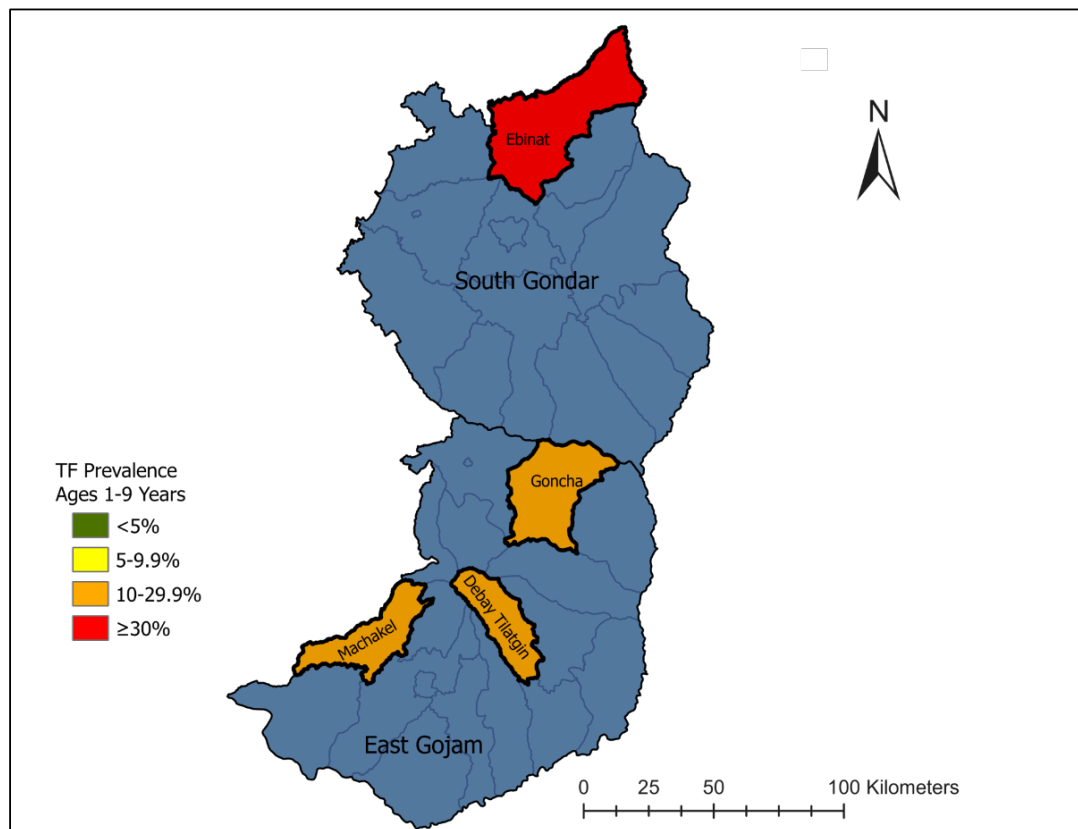 Ebinat
N
South Gondar
Goncha
TF Prevalence
Ages 1-9 Years
<5%
5-9.9%
10-29.9%
≥30%
Debay Tilatgin
Machakel
East Gojam
0 25 50 100 Kilometers